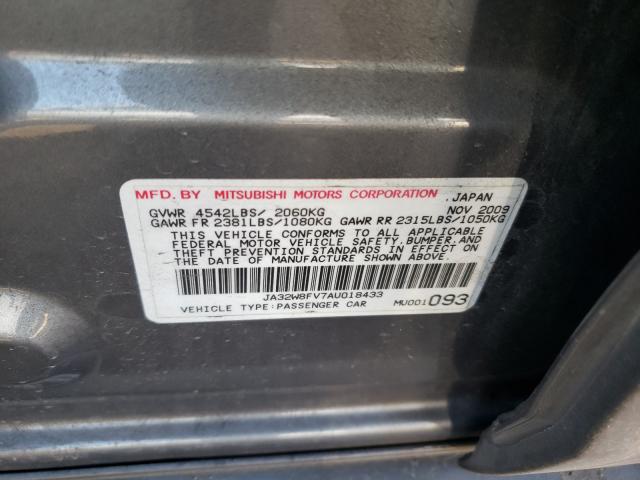 MFD. BY MITSUBISHI MOTORS CORPORATION, JAPAN
GVWR 4542LBS/ 2060KG NOV 2009
GAWR FR 2381LBS/1080KG GAWR RR 2315LBS/1050KG
THIS VEHICLE CONFORMS TO ALL APPLICABLE
FEDERAL MOTOR VEHICLE SAFETY, BUMPER, AND
THEFT PREVENTION STANDARDS IN EFFECT ON
THE DATE OF MANUFACTURE SHOWN ABOVE.
JA32W8FV7AU018433
VEHICLE TYPE:PASSENGER CAR MU001093